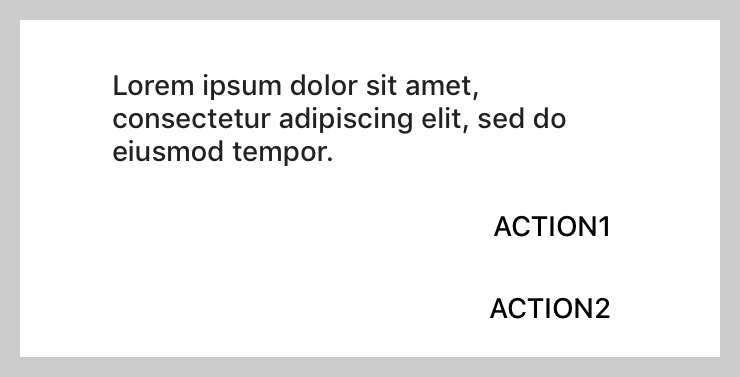 Lorem ipsum dolor sit amet,
consectetur adipiscing elit, sed do
eiusmod tempor.
ACTION1
ACTION2